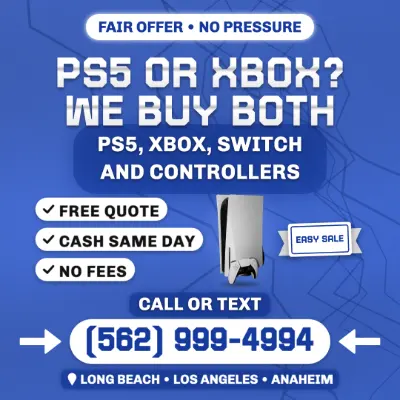 FAIR OFFER • NO PRESSURE
PS5 OR XBOX?
WE BUY BOTH
PS5, XBOX, SWITCH
AND CONTROLLERS
FREE QUOTE
CASH SAME DAY
NO FEES
EASY SALE
CALL OR TEXT
(562) 999-4994
LONG BEACH • LOS ANGELES • ANAHEIM